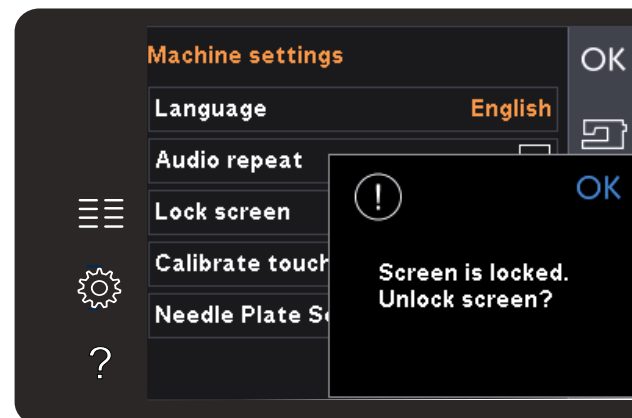 Machine settings
OK
Language English
Audio repeat
Lock screen
OK
Calibrate touch
Screen is locked.
Unlock screen?
Needle Plate
?